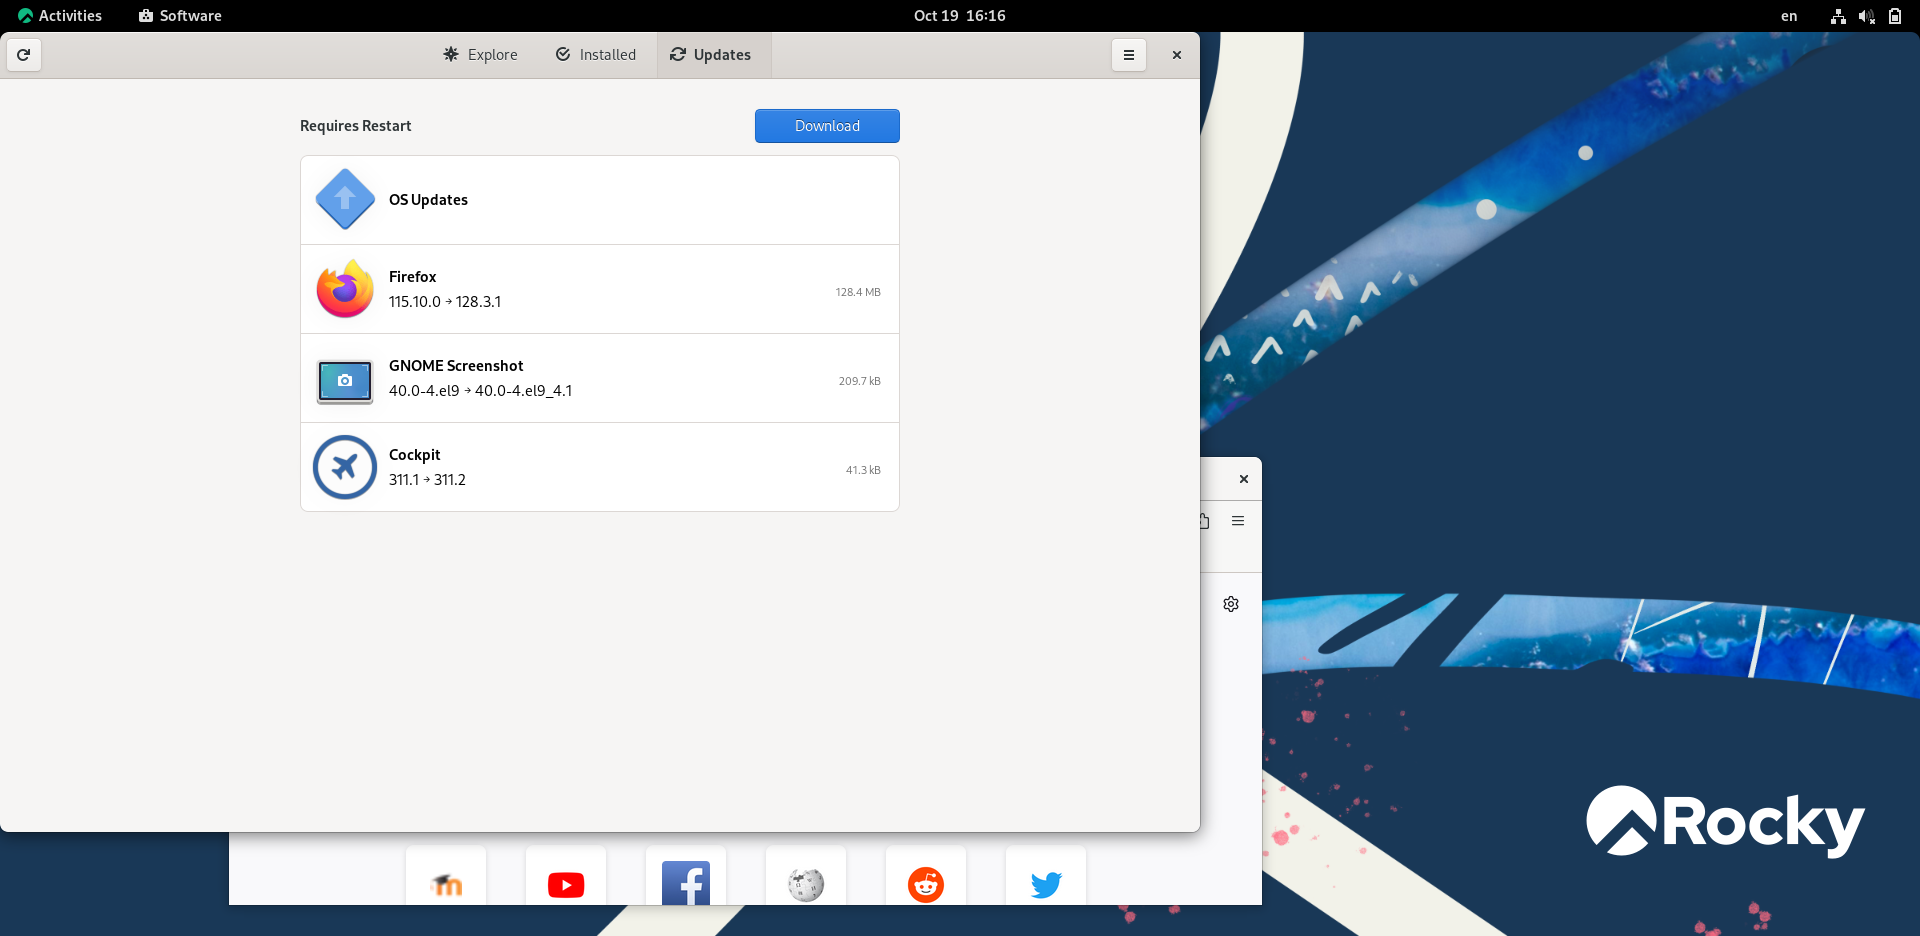 Activities
Software
Oct 19 16:16
en
Explore
Installed
Updates
Requires Restart
Download
OS Updates
Firefox
115.10.0 → 128.3.1
128.4 MB
GNOME Screenshot
40.0-4.el9 → 40.0-4.el9_4.1
209.7 kB
Cockpit
311.1 → 311.2
41.3 kB
Rocky